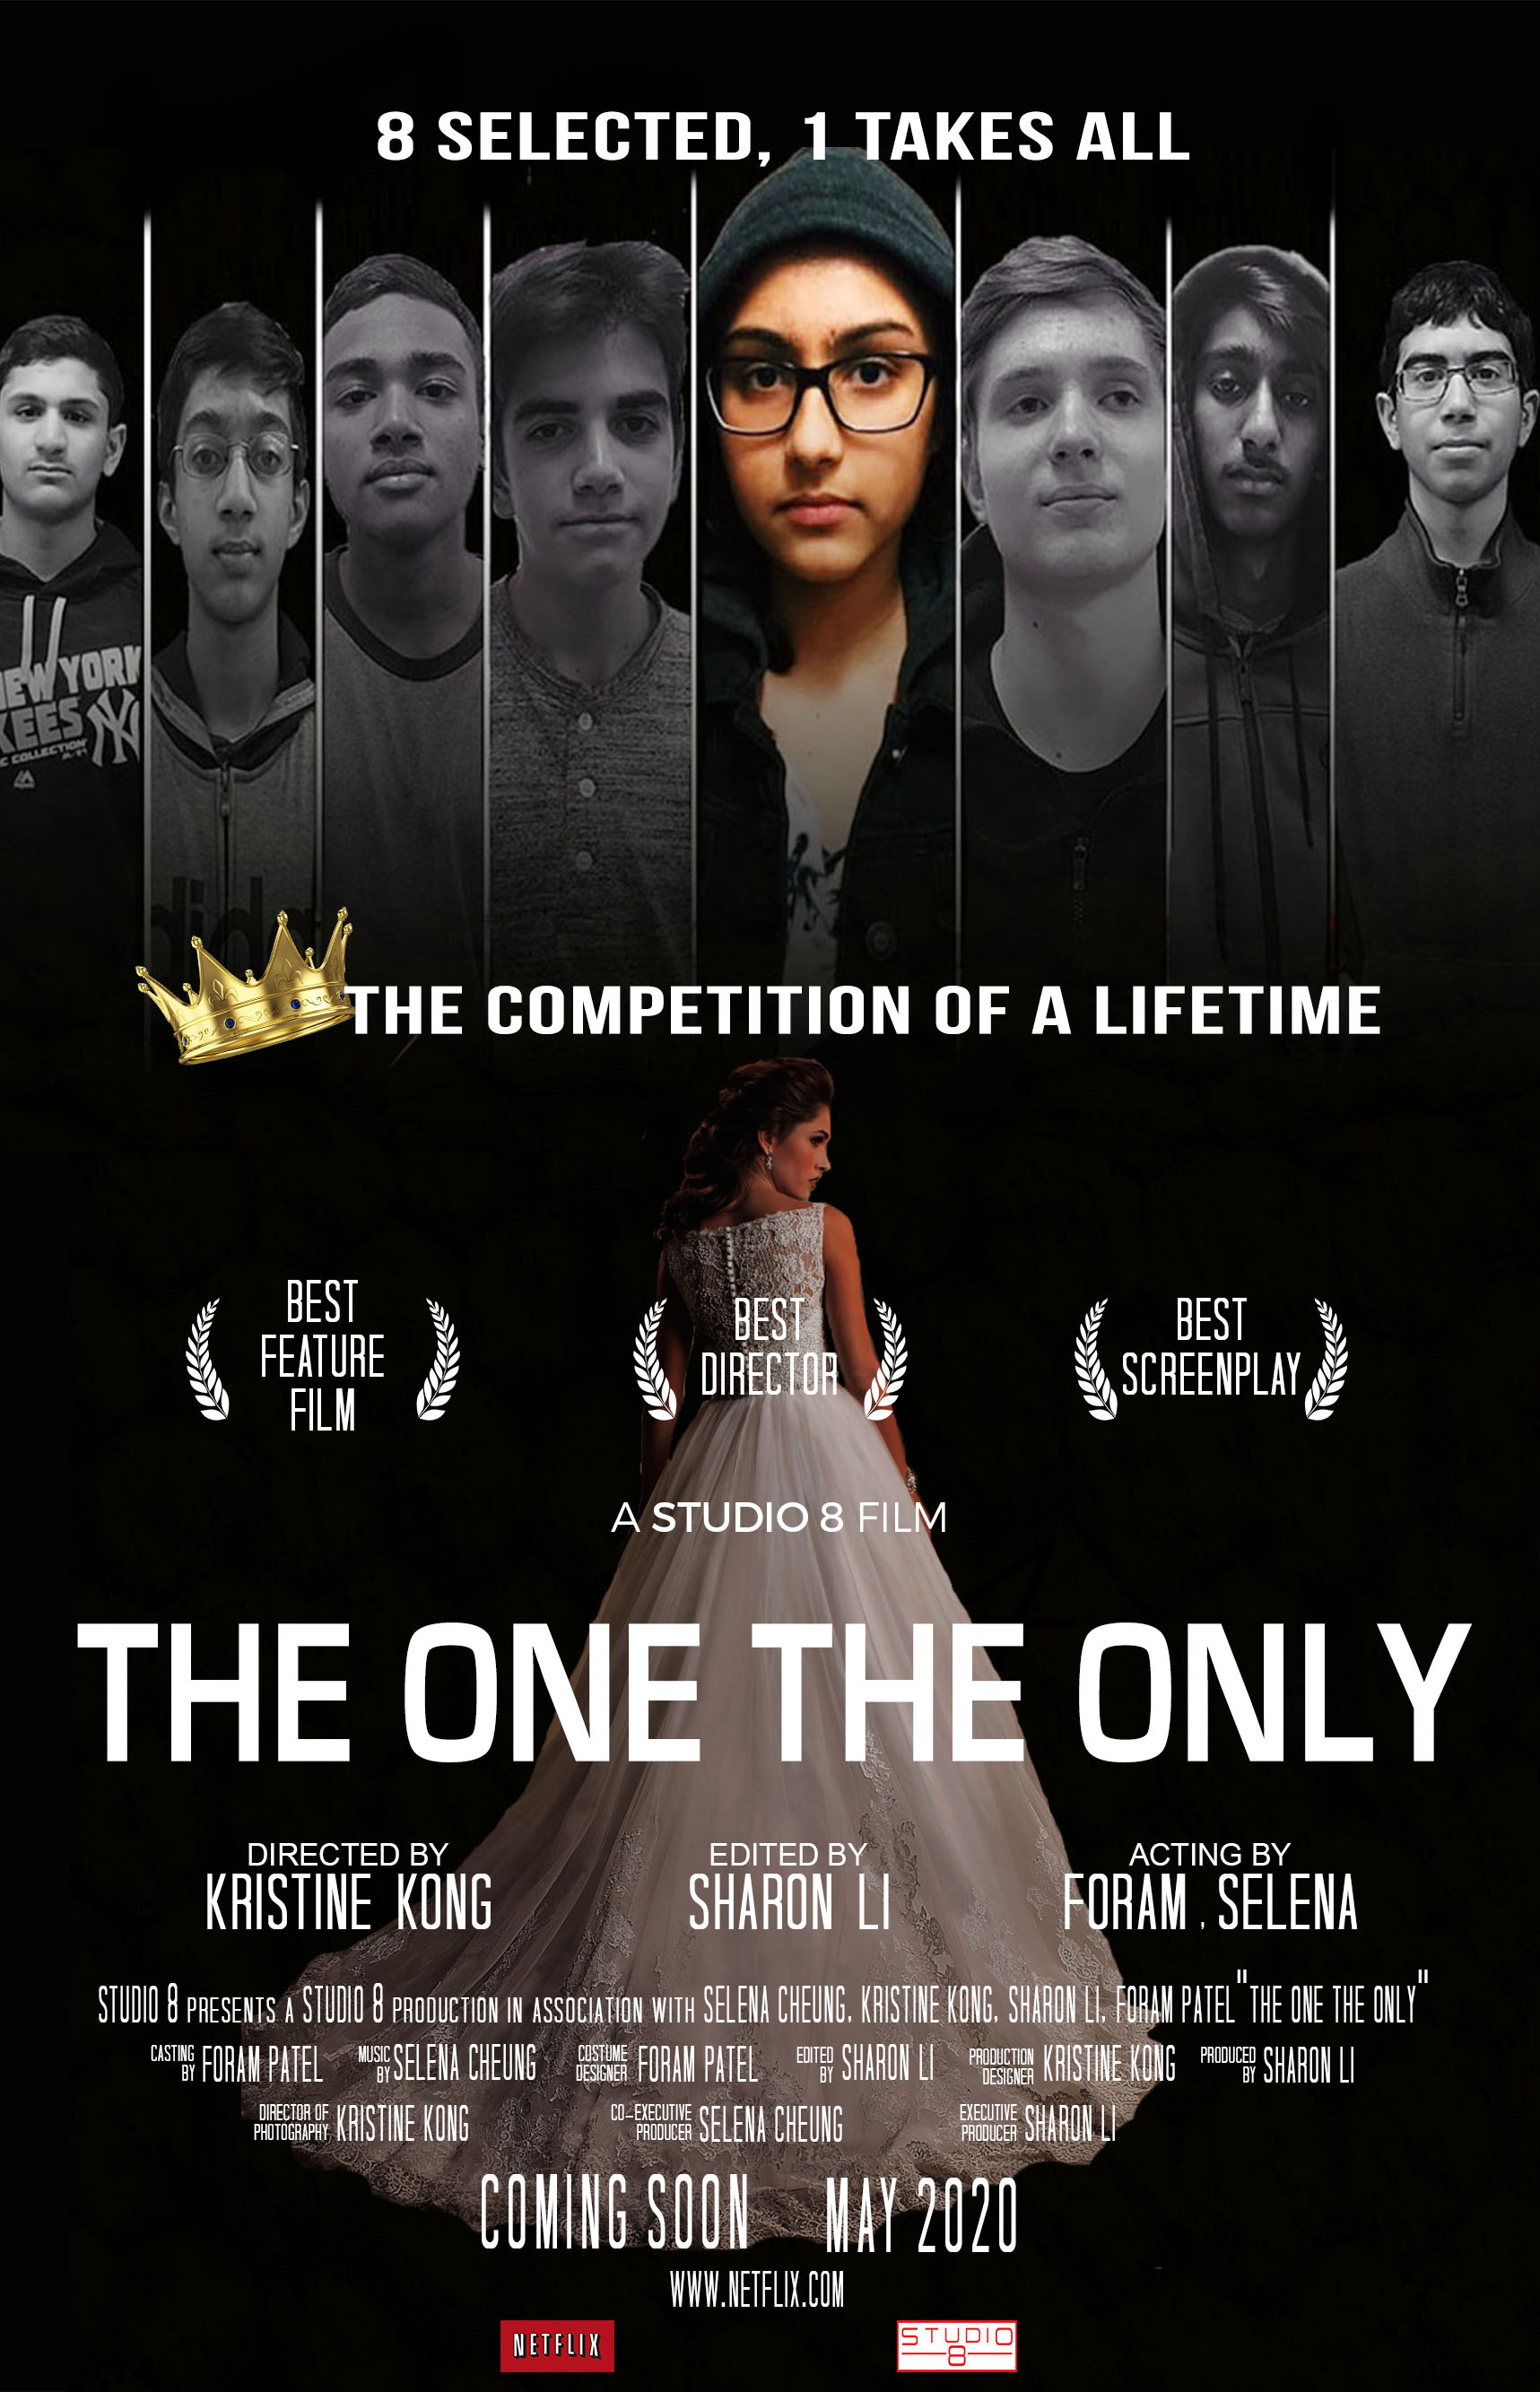 8 SELECTED, 1 TAKES ALL
NEW YORK
KEES NY
C COLLECTION
THE COMPETITION OF A LIFETIME
BEST
FEATURE
FILM
BEST
DIRECTOR
BEST
SCREENPLAY
A STUDIO 8 FILM
THE ONE THE ONLY
DIRECTED BY
KRISTINE KONG
EDITED BY
SHARON LI
ACTING BY
FORAM , SELENA
STUDIO 8 PRESENTS A STUDIO 8 PRODUCTION IN ASSOCIATION WITH SELENA CHEUNG, KRISTINE KONG, SHARON LI, FORAM PATEL "THE ONE THE ONLY"
CASTING BY FORAM PATEL MUSIC BY SELENA CHEUNG COSTUME DESIGNER FORAM PATEL EDITED BY SHARON LI PRODUCTION DESIGNER KRISTINE KONG PRODUCED BY SHARON LI
DIRECTOR OF PHOTOGRAPHY KRISTINE KONG CO-EXECUTIVE PRODUCER SELENA CHEUNG EXECUTIVE PRODUCER SHARON LI
COMING SOON MAY 2020
WWW.NETFLIX.COM
NETFLIX
STUDIO
8